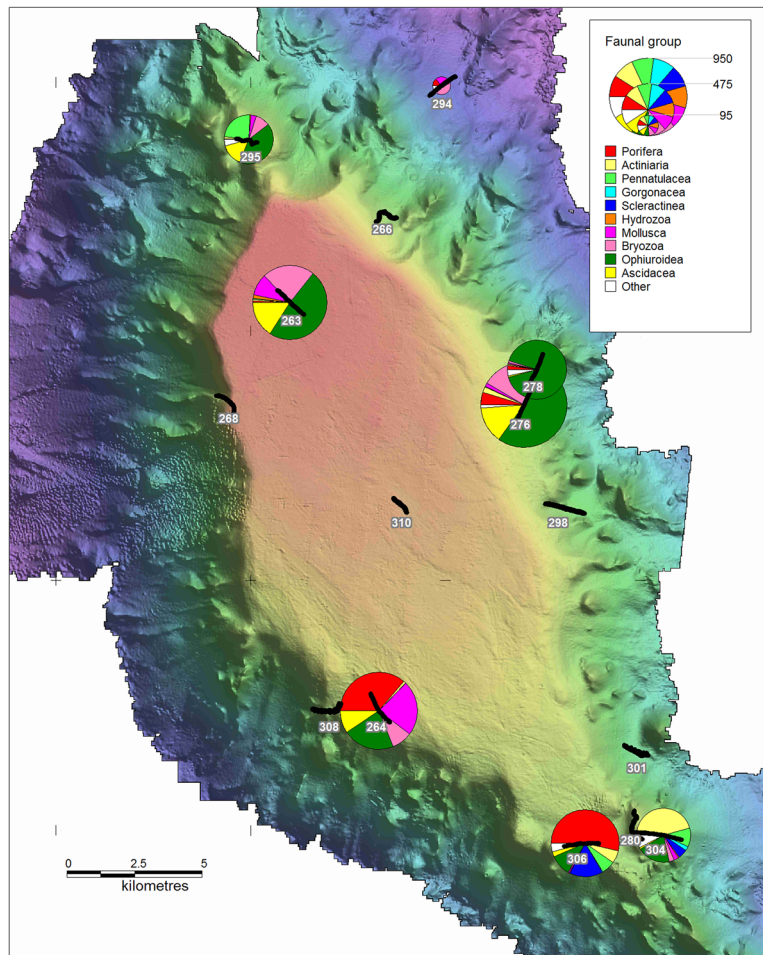 Faunal group
950
475
95
Porifera
Actiniaria
Pennatulacea
Gorgonacea
Scleractinea
Hydrozoa
Mollusca
Bryozoa
Ophiuroidea
Ascidacea
Other
294
295
266
263
278
276
268
310
298
308
264
301
280
304
306
0 2.5 5
kilometres